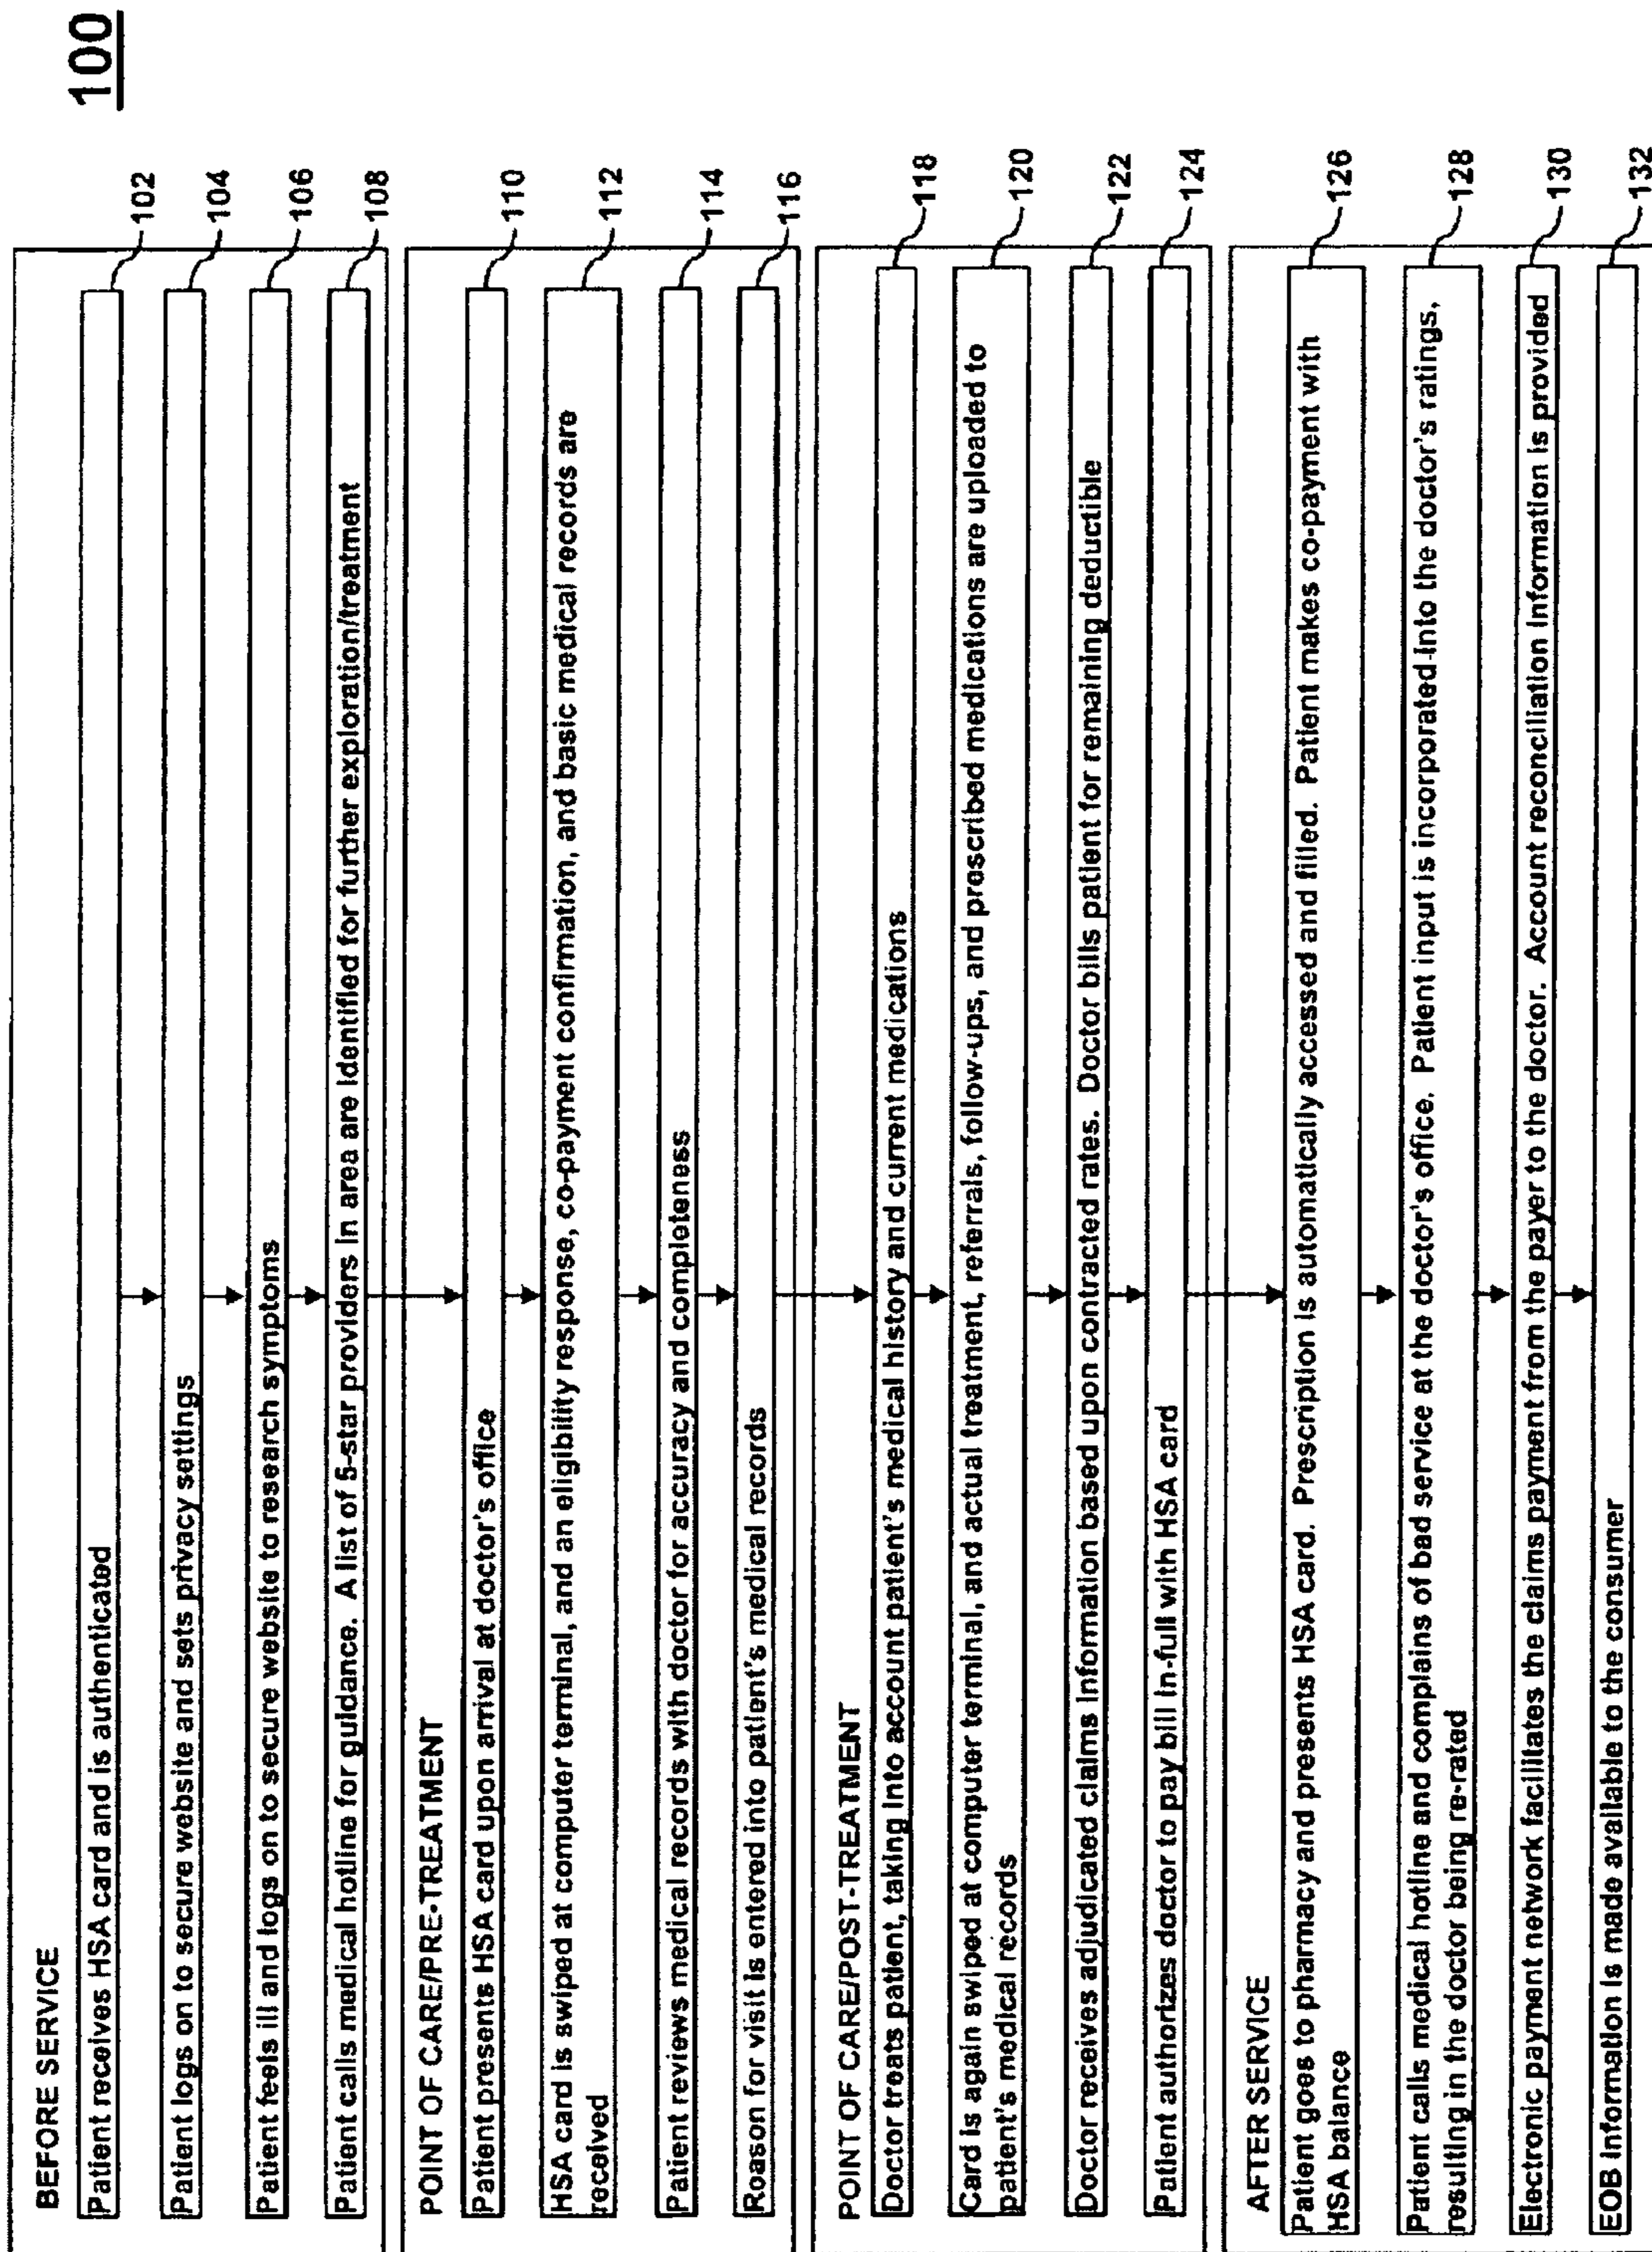 100
BEFORE SERVICE
Patient receives HSA card and is authenticated
102
Patient logs on to secure website and sets privacy settings
104
Patient feels ill and logs on to secure website to research symptoms
106
Patient calls medical hotline for guidance. A list of 5-star providers in area are identified for further exploration/treatment
108
POINT OF CARE/PRE-TREATMENT
Patient presents HSA card upon arrival at doctor's office
110
HSA card is swiped at computer terminal, and an eligibility response, co-payment confirmation, and basic medical records are
received
112
Patient reviews medical records with doctor for accuracy and completeness
114
Reason for visit is entered into patient's medical records
116
POINT OF CARE/POST-TREATMENT
Doctor treats patient, taking into account patient's medical history and current medications
118
Card is again swiped at computer terminal, and actual treatment, referrals, follow-ups, and prescribed medications are uploaded to
patient's medical records
120
Doctor receives adjudicated claims information based upon contracted rates. Doctor bills patient for remaining deductible
122
Patient authorizes doctor to pay bill in-full with HSA card
124
AFTER SERVICE
Patient goes to pharmacy and presents HSA card. Prescription is automatically accessed and filled. Patient makes co-payment with
HSA balance
126
Patient calls medical hotline and complains of bad service at the doctor's office. Patient input is incorporated into the doctor's ratings,
resulting in the doctor being re-rated
128
Electronic payment network facilitates the claims payment from the payer to the doctor. Account reconciliation information is provided
130
EOB information is made available to the consumer
132